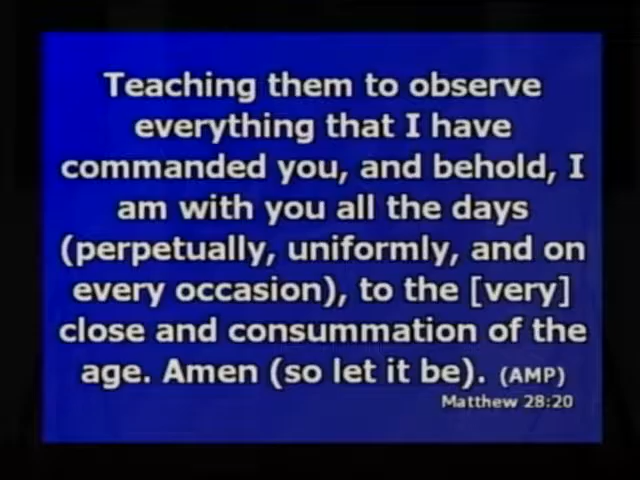 Teaching them to observe
everything that I have
commanded you, and behold, I
am with you all the days
(perpetually, uniformly, and on
every occasion), to the [very]
close and consummation of the
age. Amen (so let it be). (AMP)
Matthew 28:20